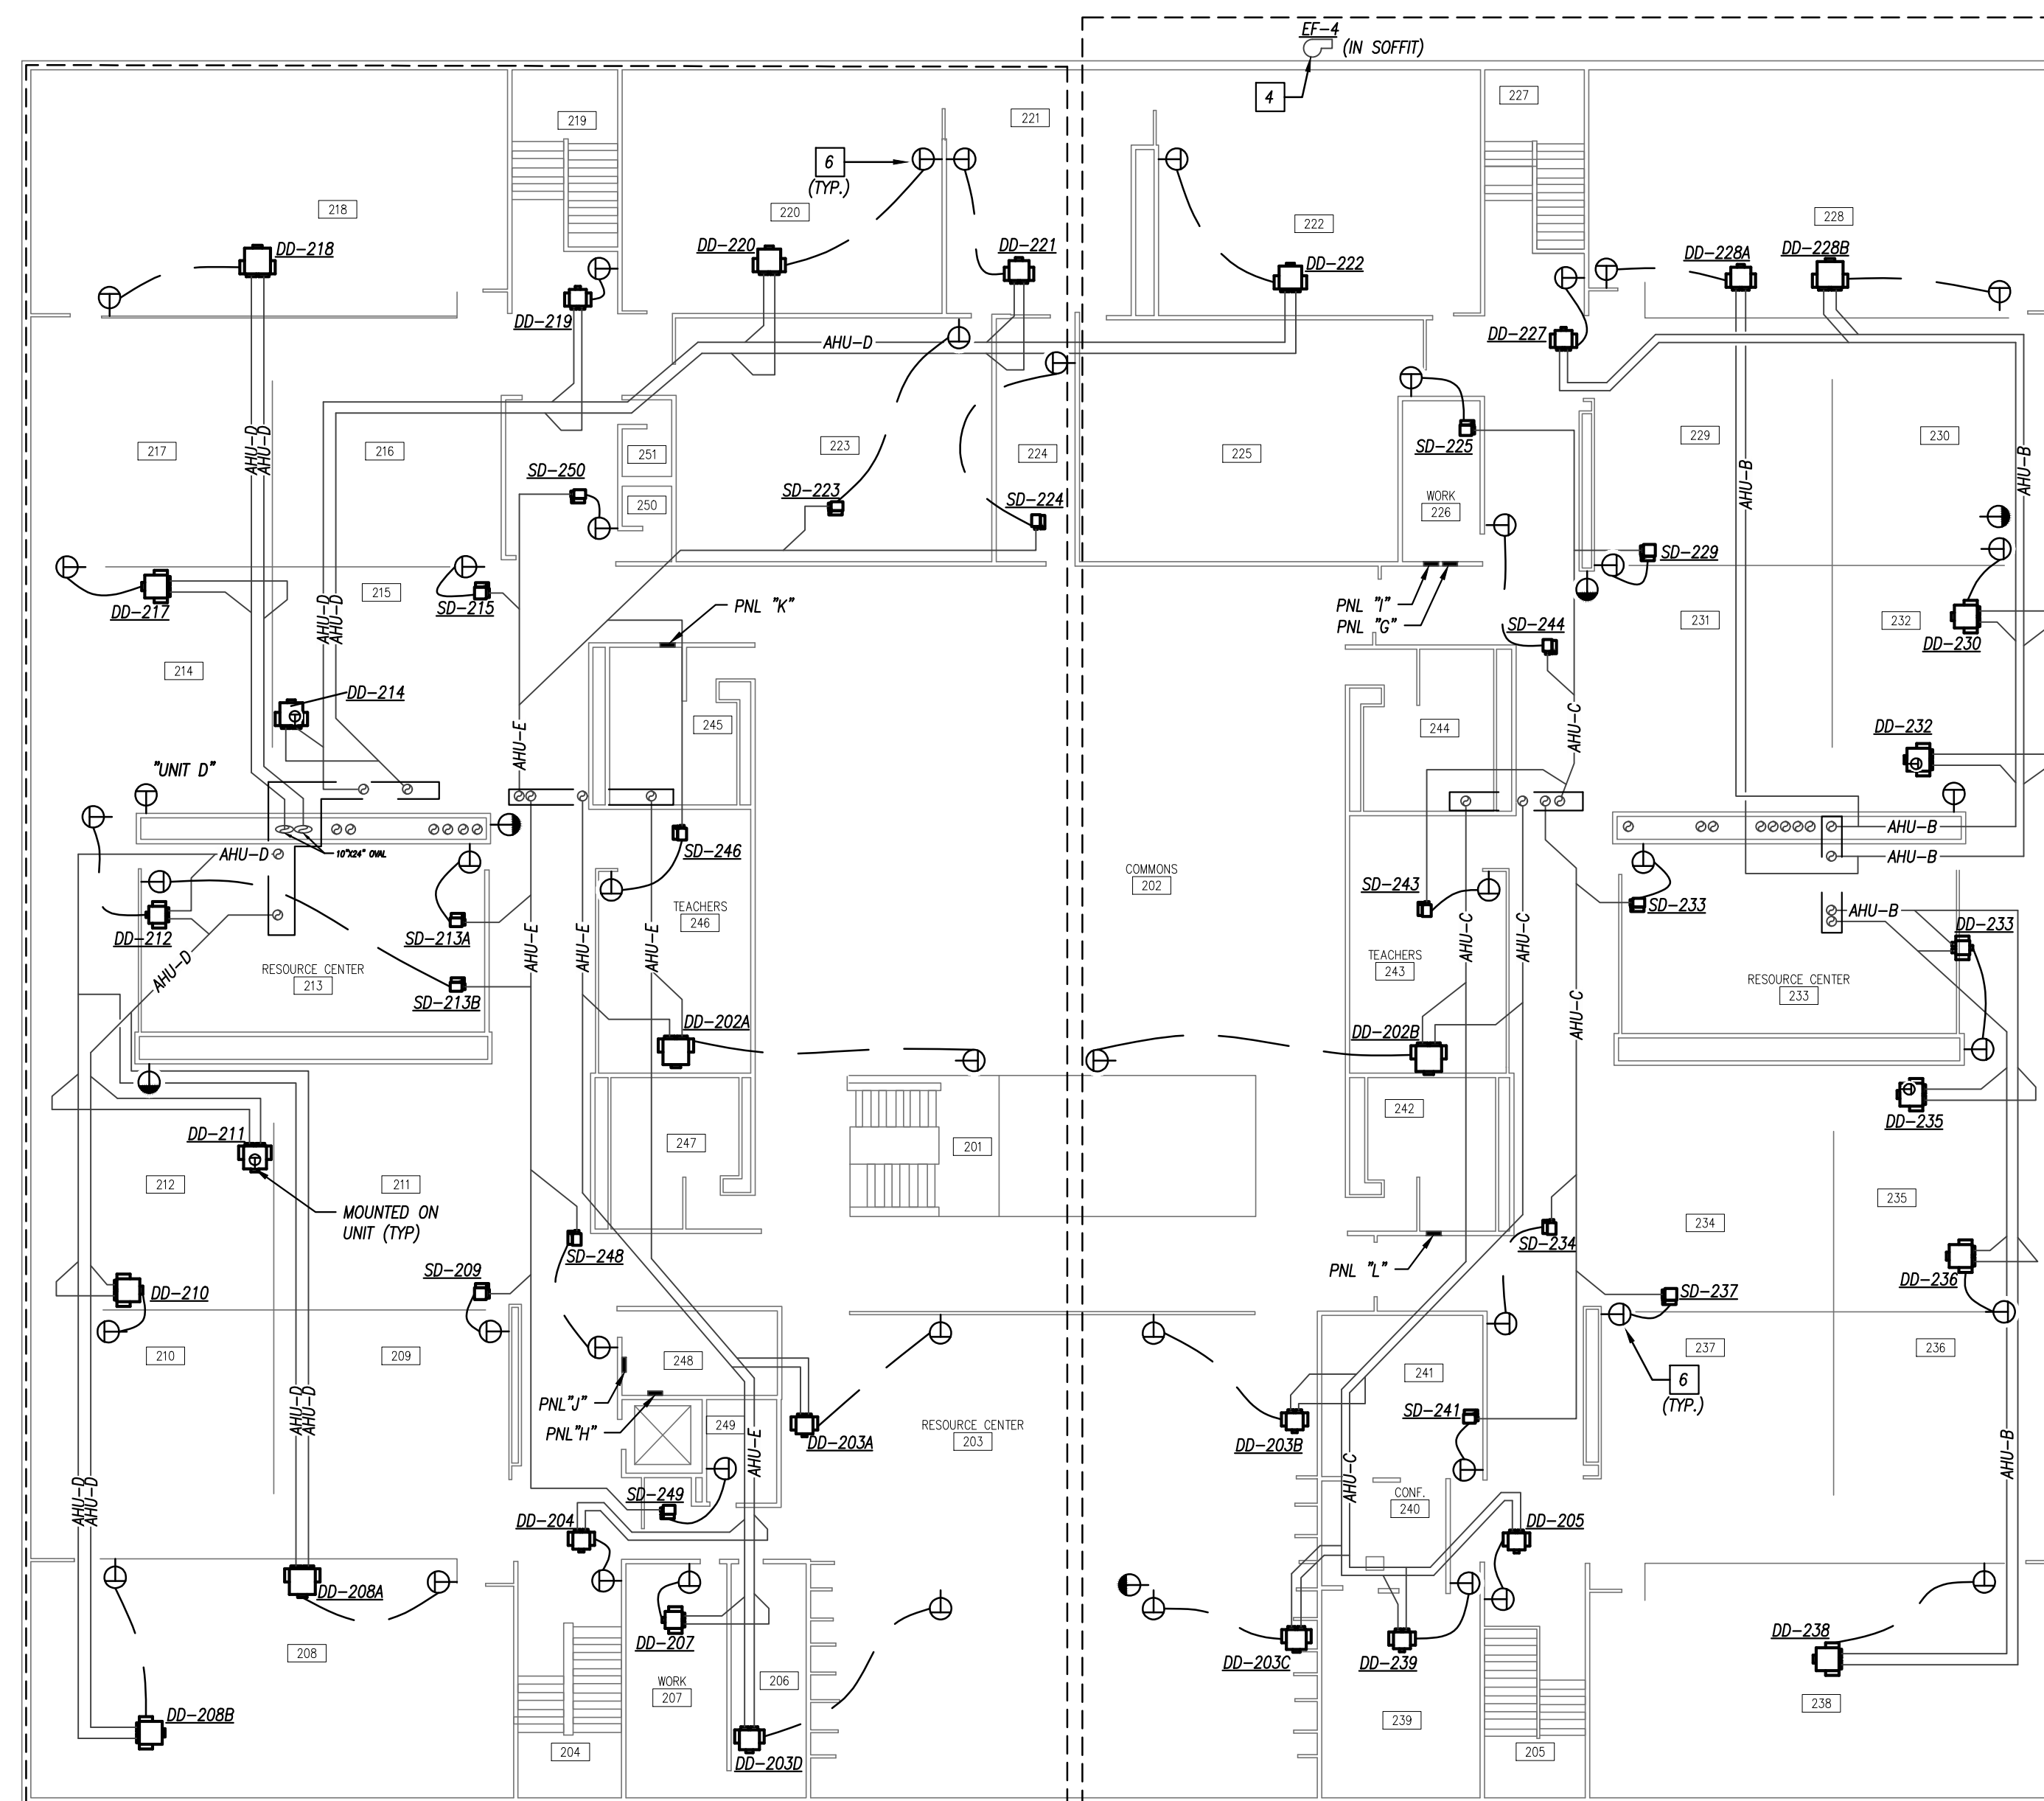 EF-4
(IN SOFFIT)
4
227
219
221
6
(TYP.)
218
220
222
228
DD-218
DD-220
DD-221
DD-222
DD-228A
DD-228B
DD-219
DD-227
AHU-D
217
216
AHU-D
AHU-D
251
223
224
225
SD-225
229
230
AHU-B
AHU-B
SD-250
250
SD-223
SD-224
WORK
226
SD-229
DD-217
215
SD-215
AHU-D
AHU-D
PNL "K"
PNL "I"
PNL "G"
SD-244
231
232
DD-230
214
DD-214
245
244
AHU-E
AHU-C
DD-232
"UNIT D"
AHU-D
10"X24" OVAL
SD-246
AHU-B
AHU-B
COMMONS
202
SD-243
SD-233
TEACHERS
246
AHU-B
DD-233
DD-212
SD-213A
AHU-E
AHU-E
AHU-E
AHU-C
AHU-C
TEACHERS
243
RESOURCE CENTER
213
AHU-D
SD-213B
RESOURCE CENTER
233
AHU-C
DD-202A
DD-202B
DD-211
247
201
242
DD-235
212
211
MOUNTED ON
UNIT (TYP)
235
234
SD-248
SD-234
SD-209
DD-210
PNL "L"
SD-237
DD-236
210
209
248
241
237
236
6
(TYP.)
PNL"J"
PNL"H"
249
DD-203A
RESOURCE CENTER
203
DD-203B
SD-241
AHU-D
AHU-D
AHU-E
AHU-C
AHU-B
AHU-D
AHU-D
SD-249
CONF.
240
DD-204
DD-205
DD-208A
DD-207
DD-203C
DD-239
DD-238
208
WORK
207
206
239
238
DD-208B
204
DD-203D
205